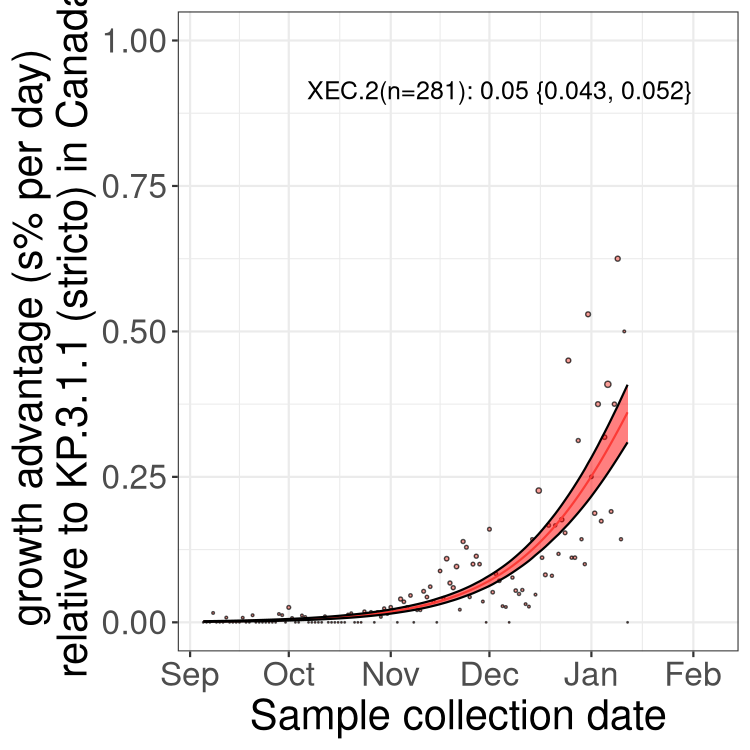 growth advantage (s% per day)
relative to KP.3.1.1 (stricto) in Canada
1.00
0.75
0.50
0.25
0.00
XEC.2(n=281): 0.05 {0.043, 0.052}
Sep Oct Nov Dec Jan Feb
Sample collection date